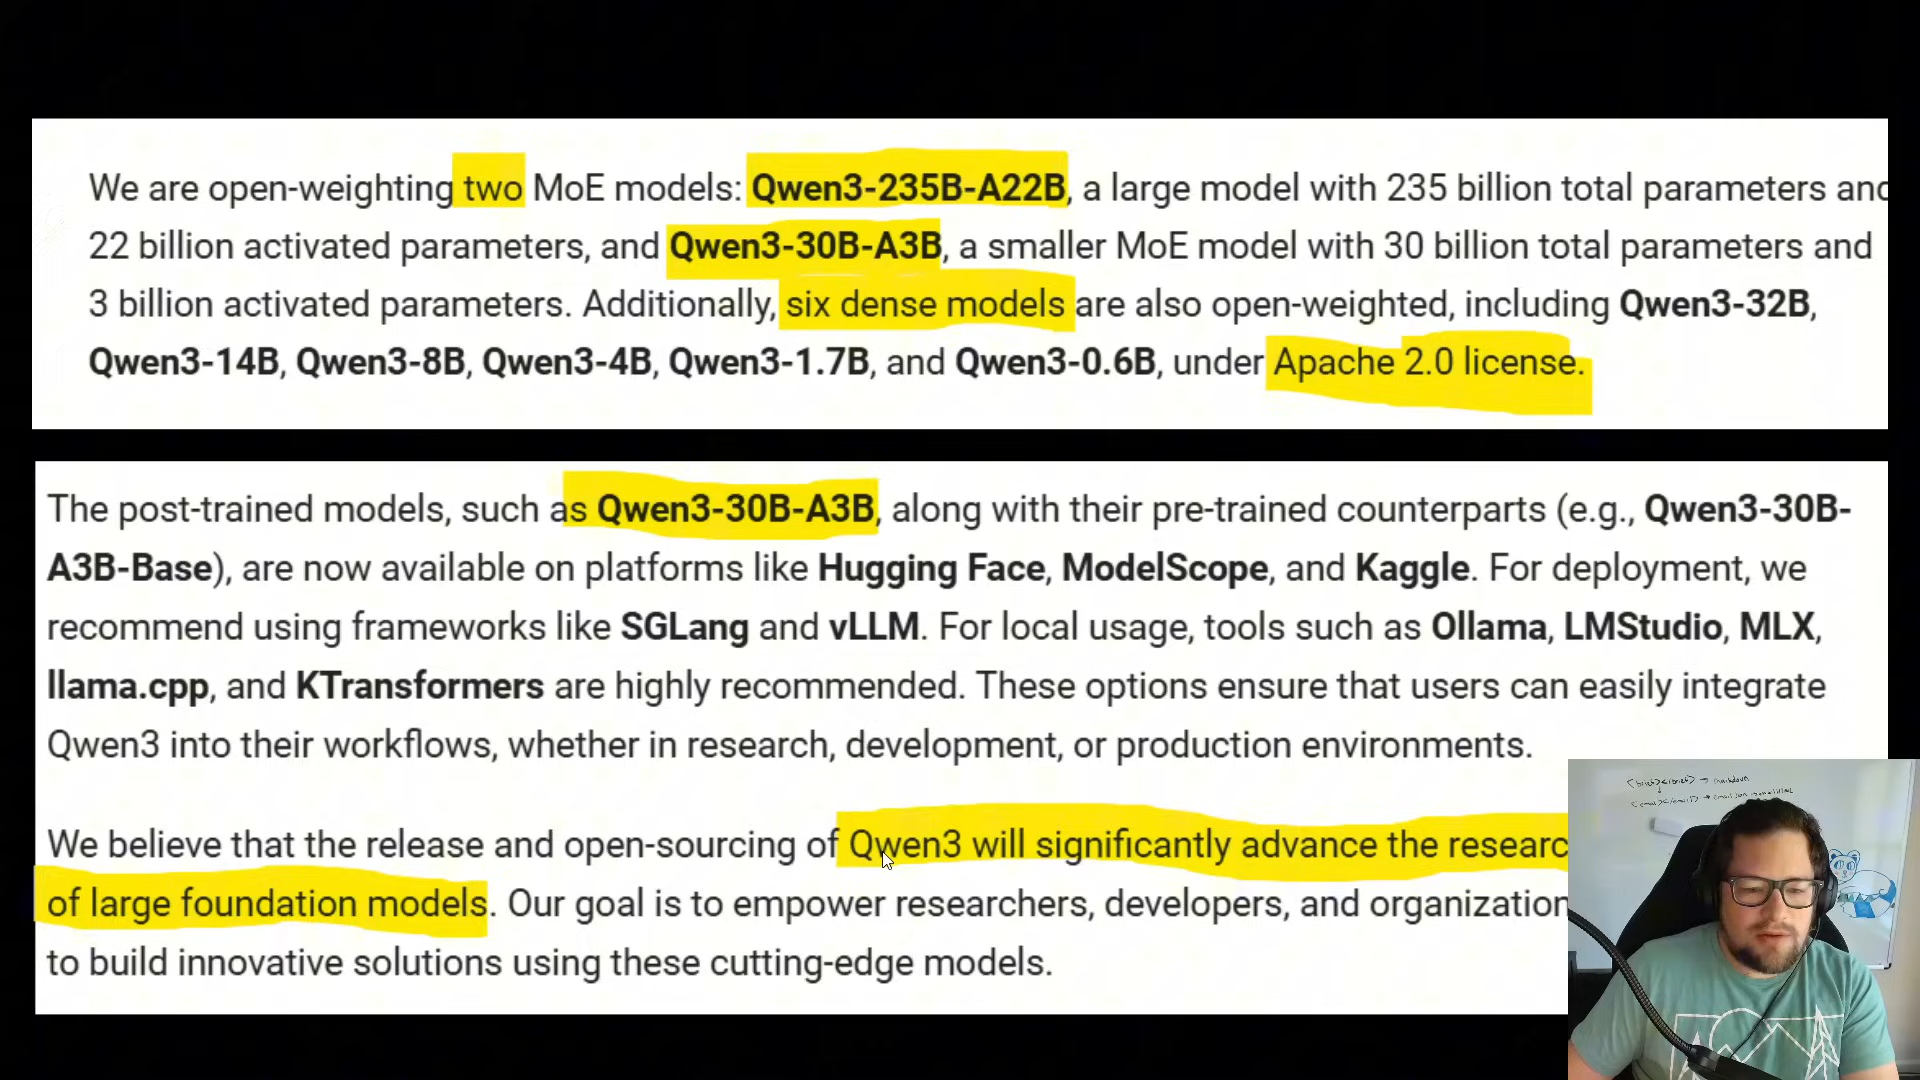 We are open-weighting two MoE models: Qwen3-235B-A22B, a large model with 235 billion total parameters and
22 billion activated parameters, and Qwen3-30B-A3B, a smaller MoE model with 30 billion total parameters and
3 billion activated parameters. Additionally, six dense models are also open-weighted, including Qwen3-32B,
Qwen3-14B, Qwen3-8B, Qwen3-4B, Qwen3-1.7B, and Qwen3-0.6B, under Apache 2.0 license.
The post-trained models, such as Qwen3-30B-A3B, along with their pre-trained counterparts (e.g., Qwen3-30B-
A3B-Base), are now available on platforms like Hugging Face, ModelScope, and Kaggle. For deployment, we
recommend using frameworks like SGLang and vLLM. For local usage, tools such as Ollama, LMStudio, MLX,
llama.cpp, and KTransformers are highly recommended. These options ensure that users can easily integrate
Qwen3 into their workflows, whether in research, development, or production environments.
We believe that the release and open-sourcing of Qwen3 will significantly advance the researc
of large foundation models. Our goal is to empower researchers, developers, and organization
to build innovative solutions using these cutting-edge models.
<brief></brief> → markdown